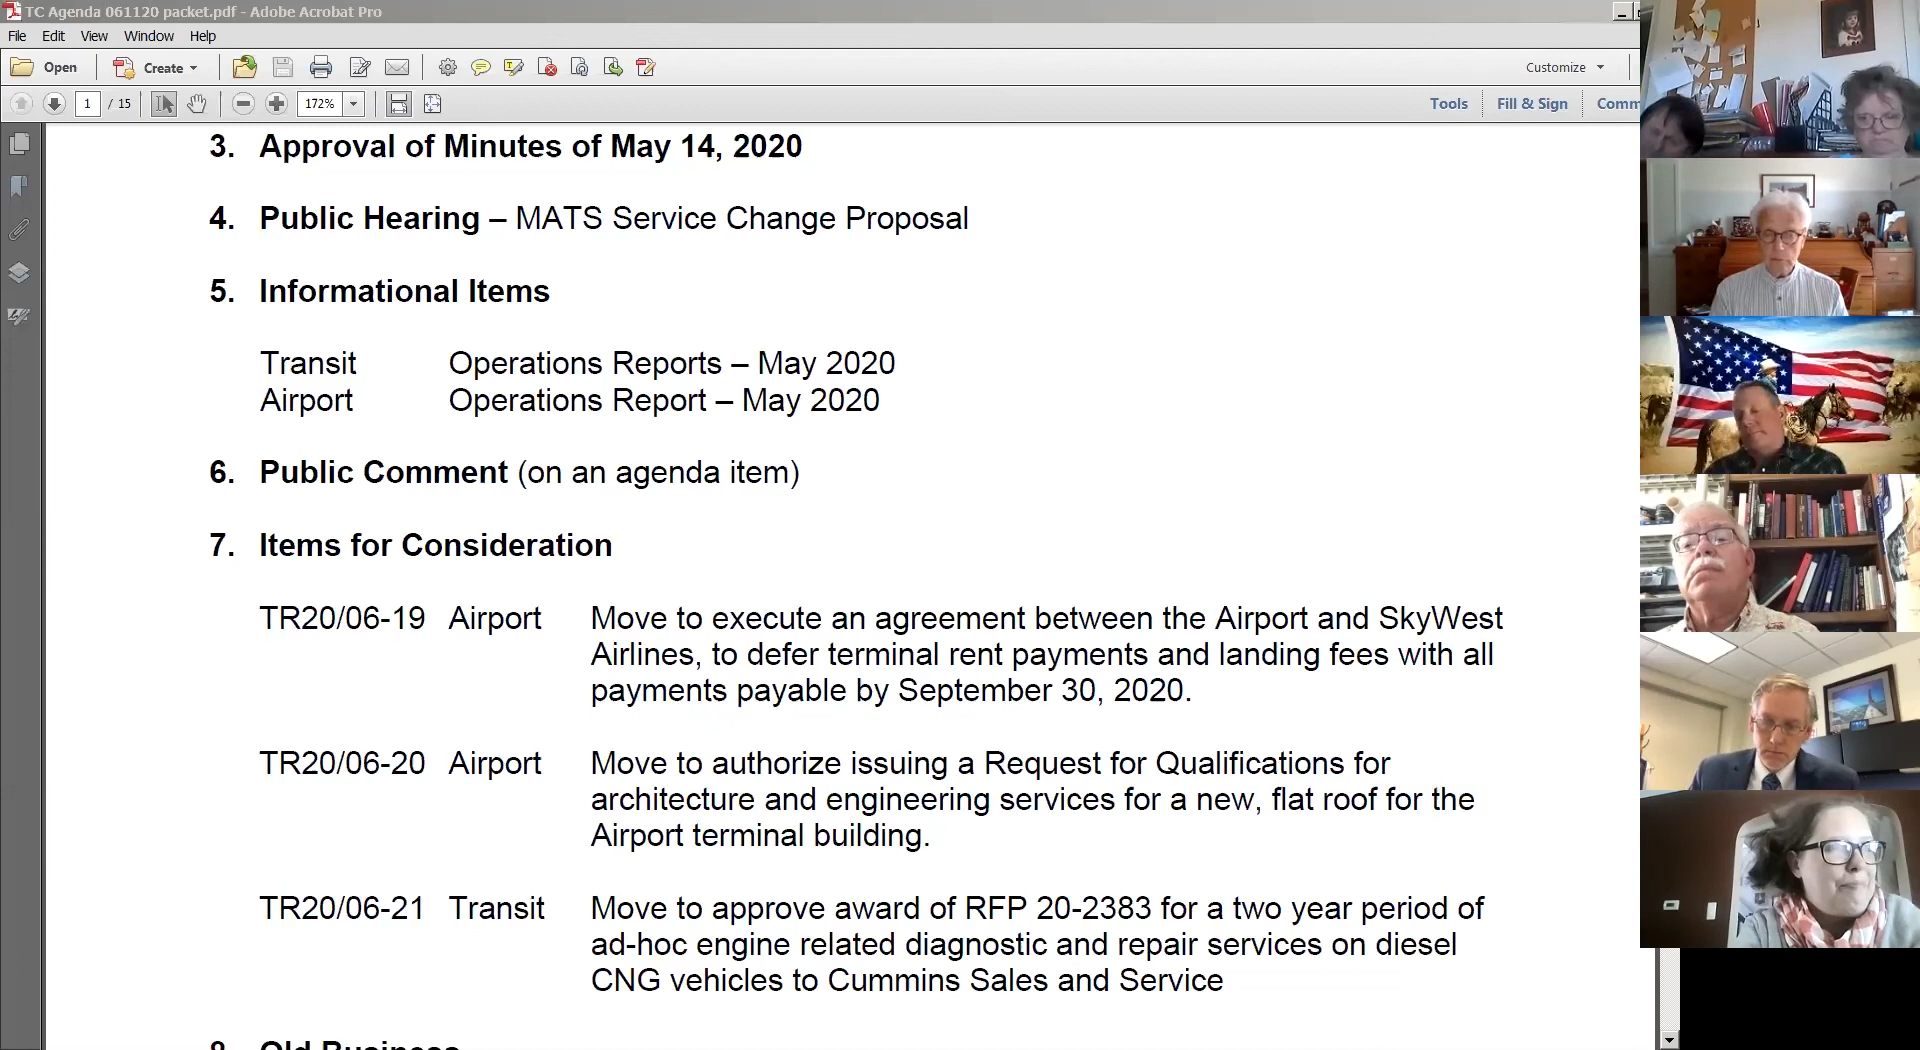 TC Agenda 061120 packet.pdf - Adobe Acrobat Pro
File Edit View Window Help
Open Create Customize
1 / 15 172% Tools Fill & Sign Comm
3. Approval of Minutes of May 14, 2020
4. Public Hearing – MATS Service Change Proposal
5. Informational Items
Transit Operations Reports – May 2020
Airport Operations Report – May 2020
6. Public Comment (on an agenda item)
7. Items for Consideration
TR20/06-19 Airport Move to execute an agreement between the Airport and SkyWest
Airlines, to defer terminal rent payments and landing fees with all
payments payable by September 30, 2020.
TR20/06-20 Airport Move to authorize issuing a Request for Qualifications for
architecture and engineering services for a new, flat roof for the
Airport terminal building.
TR20/06-21 Transit Move to approve award of RFP 20-2383 for a two year period of
ad-hoc engine related diagnostic and repair services on diesel
CNG vehicles to Cummins Sales and Service
8. Old Business